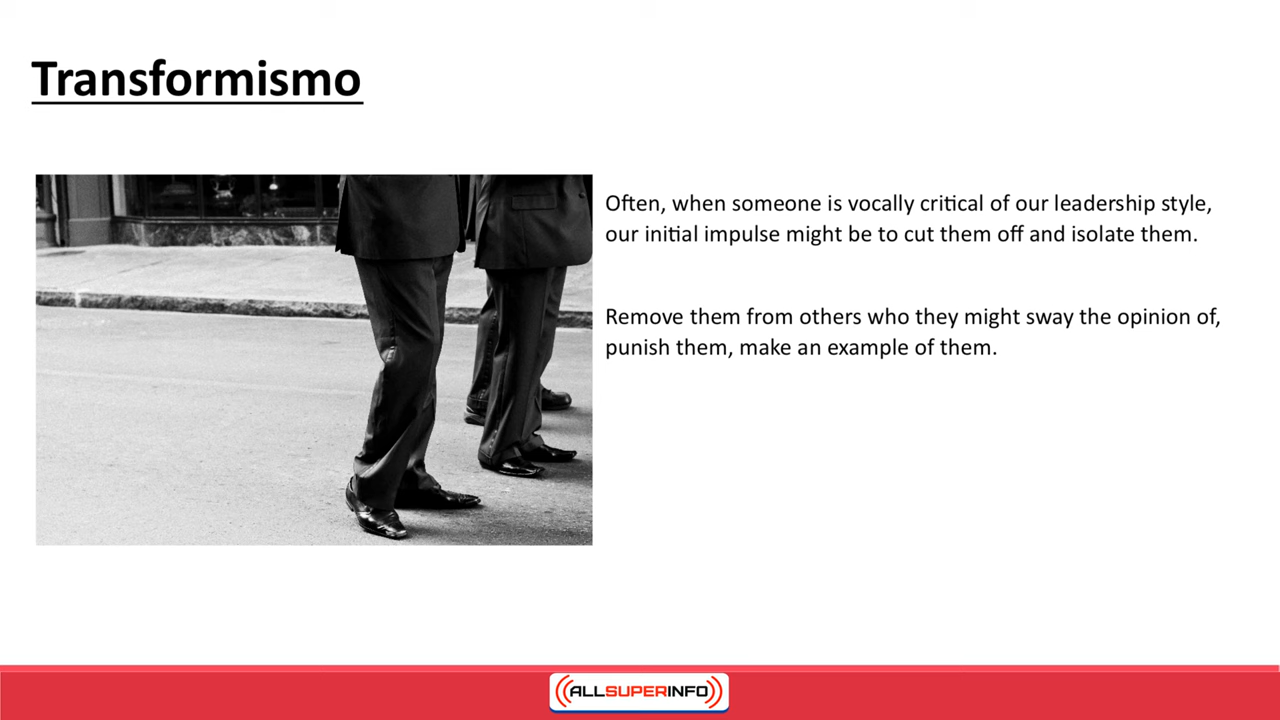 Transformismo
Often, when someone is vocally critical of our leadership style,
our initial impulse might be to cut them off and isolate them.
Remove them from others who they might sway the opinion of,
punish them, make an example of them.
ALLSUPERINFO